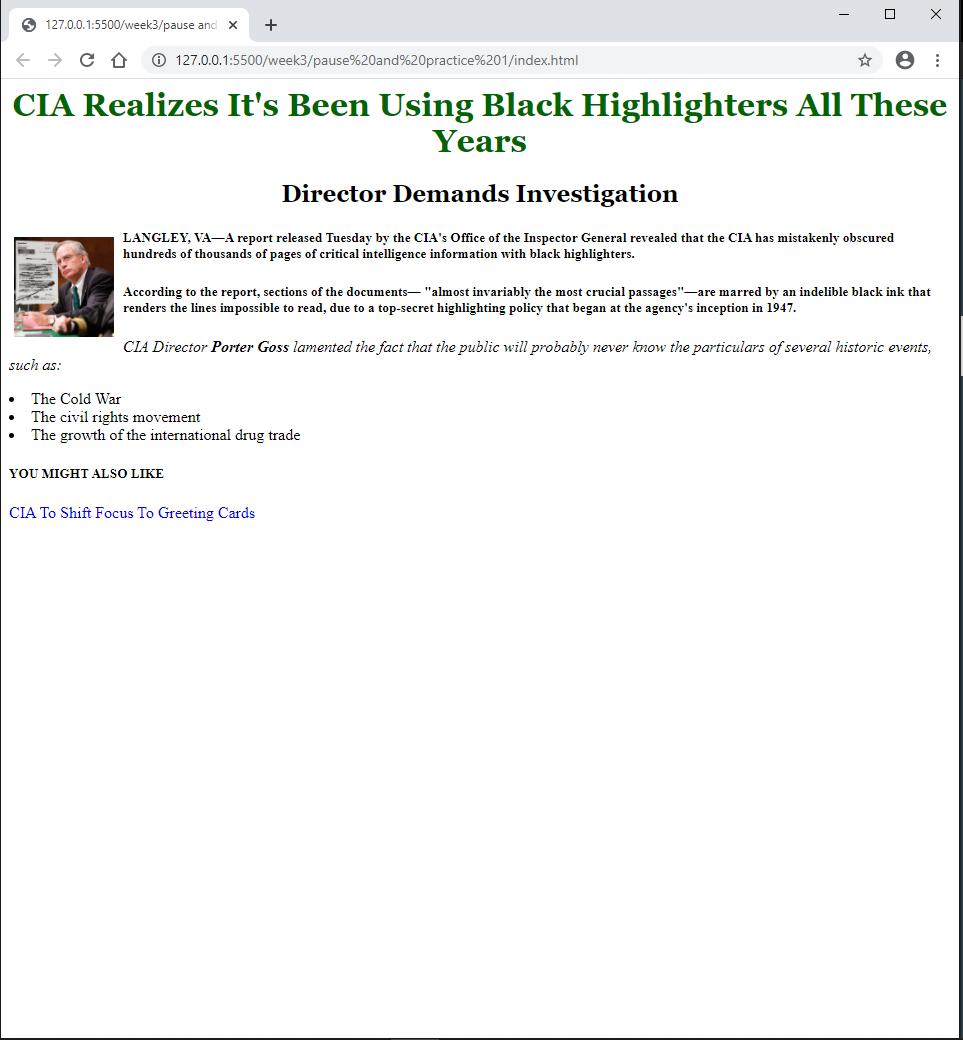 127.0.0.1:5500/week3/pause and
127.0.0.1:5500/week3/pause%20and%20practice%201/index.html
CIA Realizes It's Been Using Black Highlighters All These
Years
Director Demands Investigation
LANGLEY, VA—A report released Tuesday by the CIA's Office of the Inspector General revealed that the CIA has mistakenly obscured
hundreds of thousands of pages of critical intelligence information with black highlighters.
According to the report, sections of the documents— "almost invariably the most crucial passages"—are marred by an indelible black ink that
renders the lines impossible to read, due to a top-secret highlighting policy that began at the agency's inception in 1947.
CIA Director Porter Goss lamented the fact that the public will probably never know the particulars of several historic events,
such as:
• The Cold War
• The civil rights movement
• The growth of the international drug trade
YOU MIGHT ALSO LIKE
CIA To Shift Focus To Greeting Cards